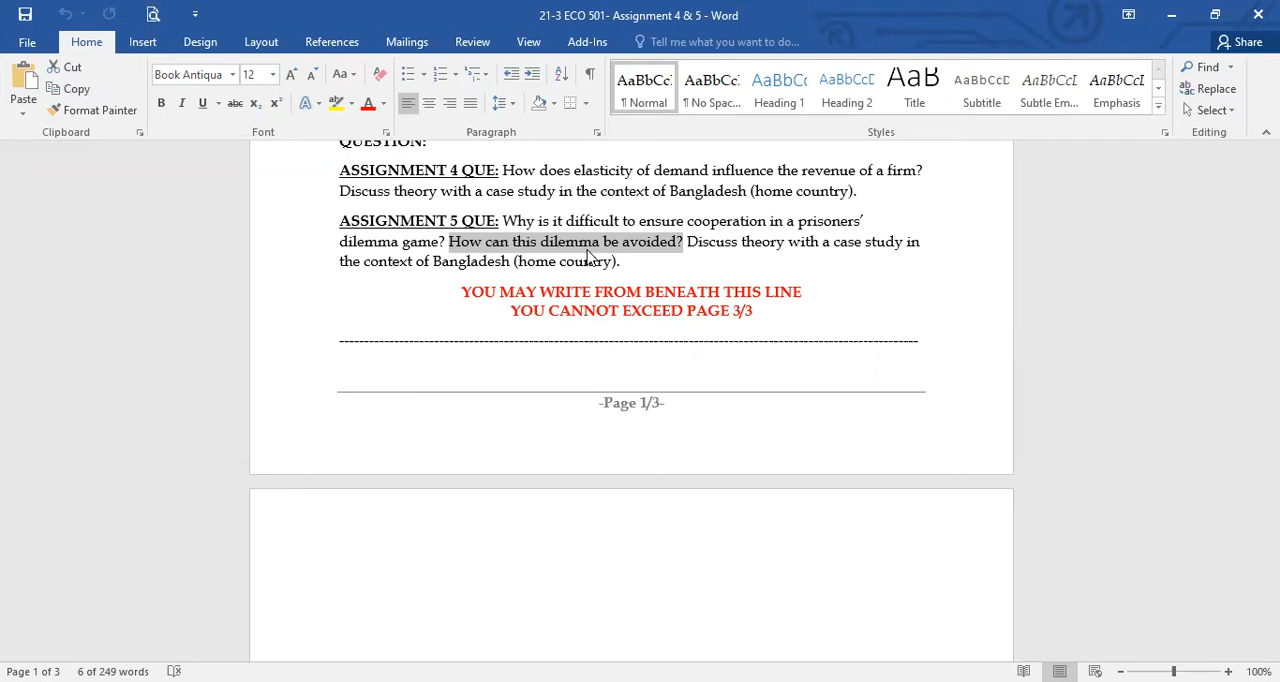 21-3 ECO 501- Assignment 4 & 5 - Word
File Home Insert Design Layout References Mailings Review View Add-Ins Tell me what you want to do... Share
Paste Cut Copy Format Painter Clipboard
Book Antiqua 12 Font
Paragraph
AaBbCc AaBbCc AaBbCc AaBbCc AaB AaBbCcD AaBbCcD AaBbCcD
¶ Normal ¶ No Spac... Heading 1 Heading 2 Title Subtitle Subtle Em... Emphasis
Styles
Find Replace Select Editing
QUESTION:
ASSIGNMENT 4 QUE: How does elasticity of demand influence the revenue of a firm?
Discuss theory with a case study in the context of Bangladesh (home country).
ASSIGNMENT 5 QUE: Why is it difficult to ensure cooperation in a prisoners’
dilemma game? How can this dilemma be avoided? Discuss theory with a case study in
the context of Bangladesh (home country).
YOU MAY WRITE FROM BENEATH THIS LINE
YOU CANNOT EXCEED PAGE 3/3
-Page 1/3-
Page 1 of 3 6 of 249 words 100%